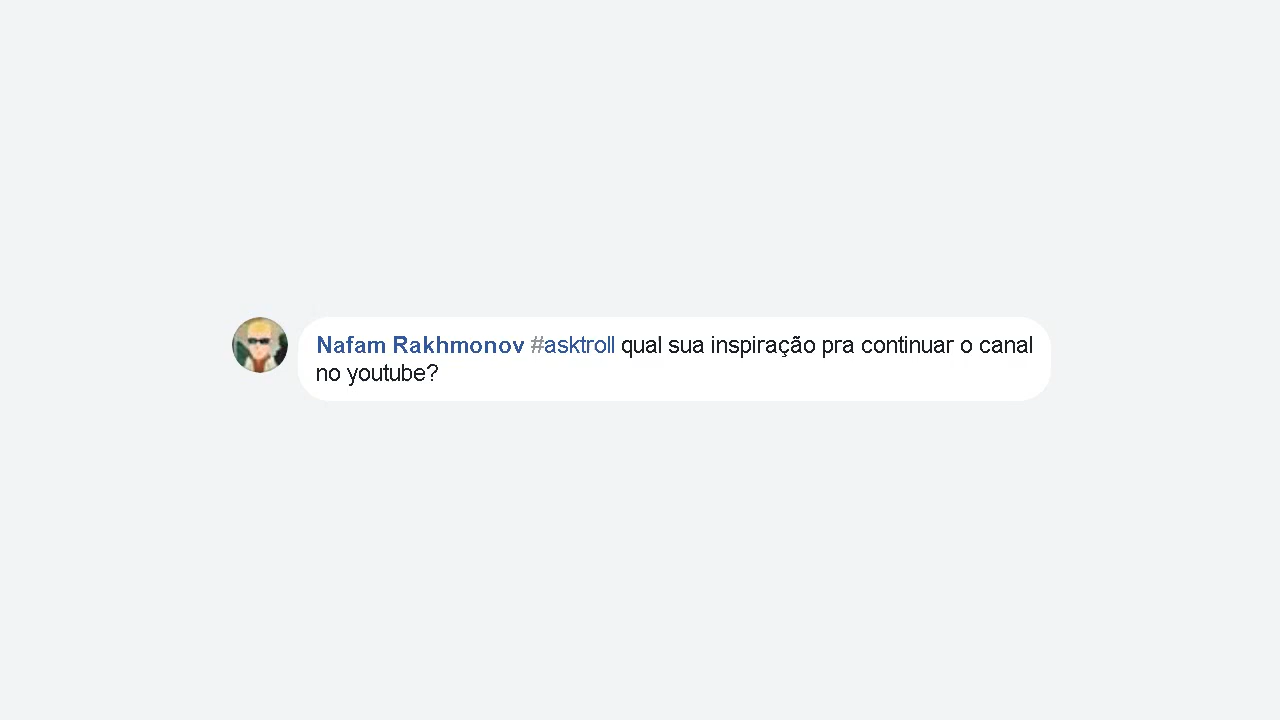 Nafam Rakhmonov #asktroll qual sua inspiração pra continuar o canal
no youtube?